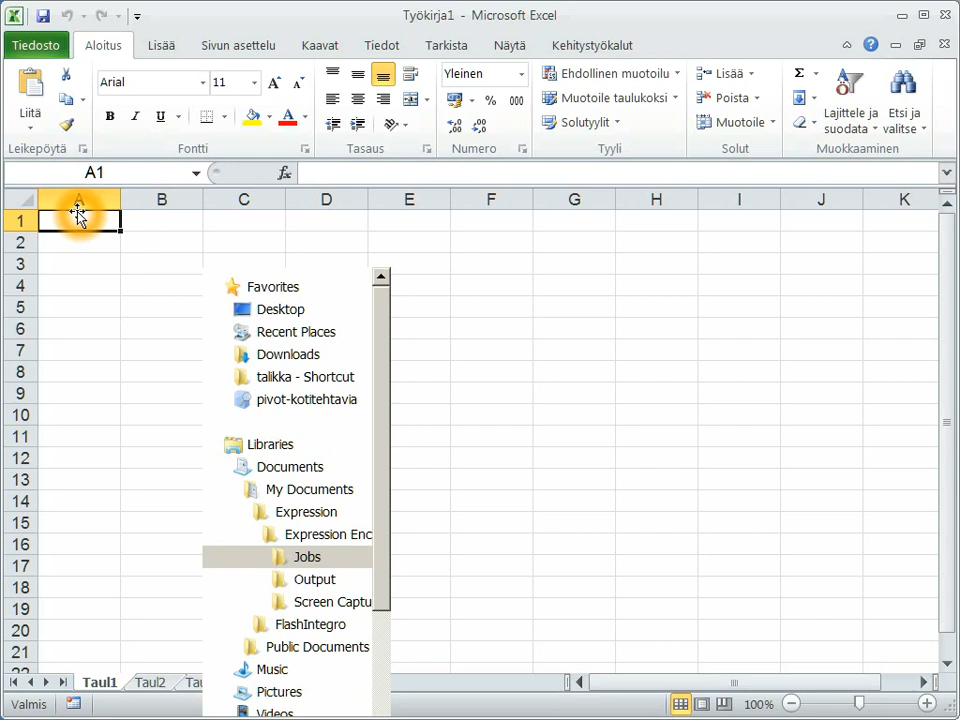 Työkirja1 - Microsoft Excel
Tiedosto Aloitus Lisää Sivun asettelu Kaavat Tiedot Tarkista Näytä Kehitystyökalut
Liitä
Leikepöytä
Arial 11
B I U A
Fontti
Tasaus
Yleinen
% 000
Numero
Ehdollinen muotoilu
Muotoile taulukoksi
Solutyylit
Tyyli
Lisää
Poista
Muotoile
Solut
Lajittele ja suodata
Etsi ja valitse
Muokkaaminen
A1 fx
A B C D E F G H I J K
1
2
3
4
5
6
7
8
9
10
11
12
13
14
15
16
17
18
19
20
21
Favorites
Desktop
Recent Places
Downloads
talikka - Shortcut
pivot-kotitehtavia
Libraries
Documents
My Documents
Expression
Expression Enc
Jobs
Output
Screen Captu
FlashIntegro
Public Documents
Music
Pictures
Videos
Taul1 Taul2 Tau
Valmis 100%